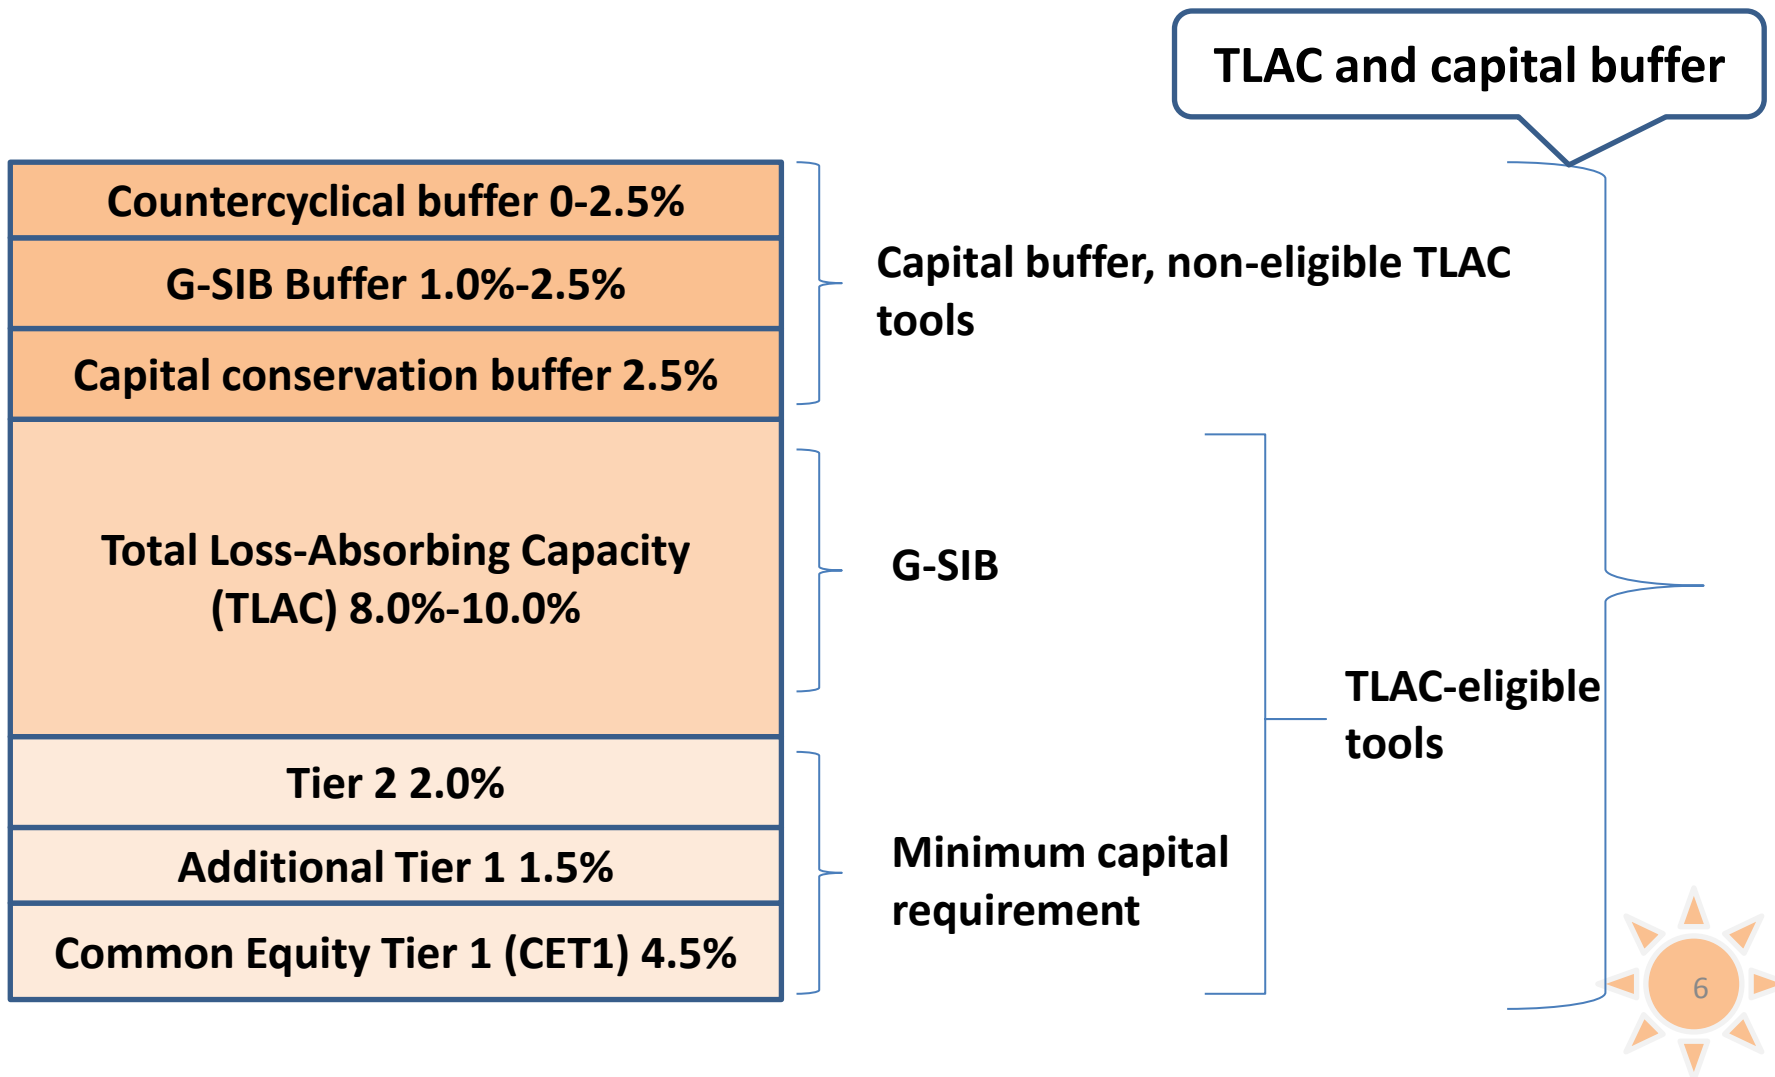 TLAC and capital buffer
Countercyclical buffer 0-2.5%
G-SIB Buffer 1.0%-2.5%
Capital conservation buffer 2.5%
Capital buffer, non-eligible TLAC
tools
Total Loss-Absorbing Capacity
(TLAC) 8.0%-10.0%
G-SIB
TLAC-eligible
tools
Tier 2 2.0%
Additional Tier 1 1.5%
Common Equity Tier 1 (CET1) 4.5%
Minimum capital
requirement
6